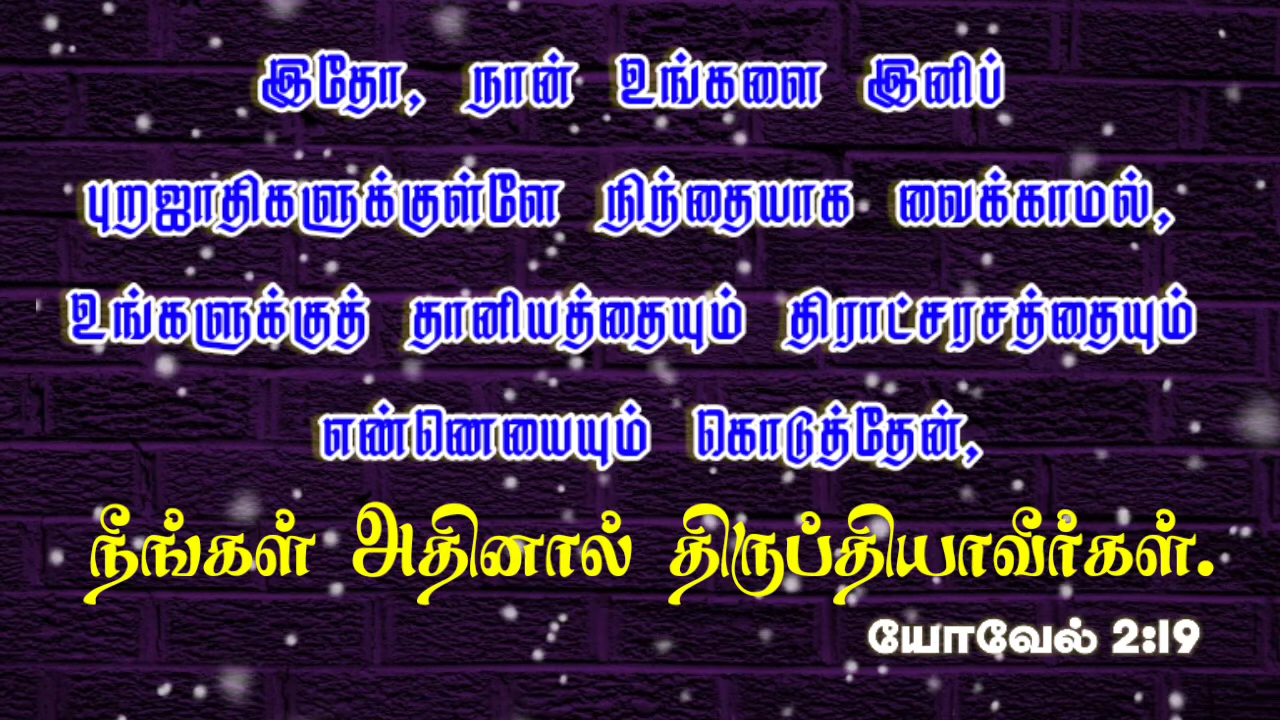 இதோ, நான் உங்களை இனிப்
புறஜாதிகளுக்குள்ளே நிந்தையாக வைக்காமல்,
உங்களுக்குத் தானியத்தையும் திராட்சரசத்தையும்
எண்ணெயையும் கொடுத்தேன்,
நீங்கள் அதினால் திருப்தியாவீர்கள்.
யோவேல் 2:19